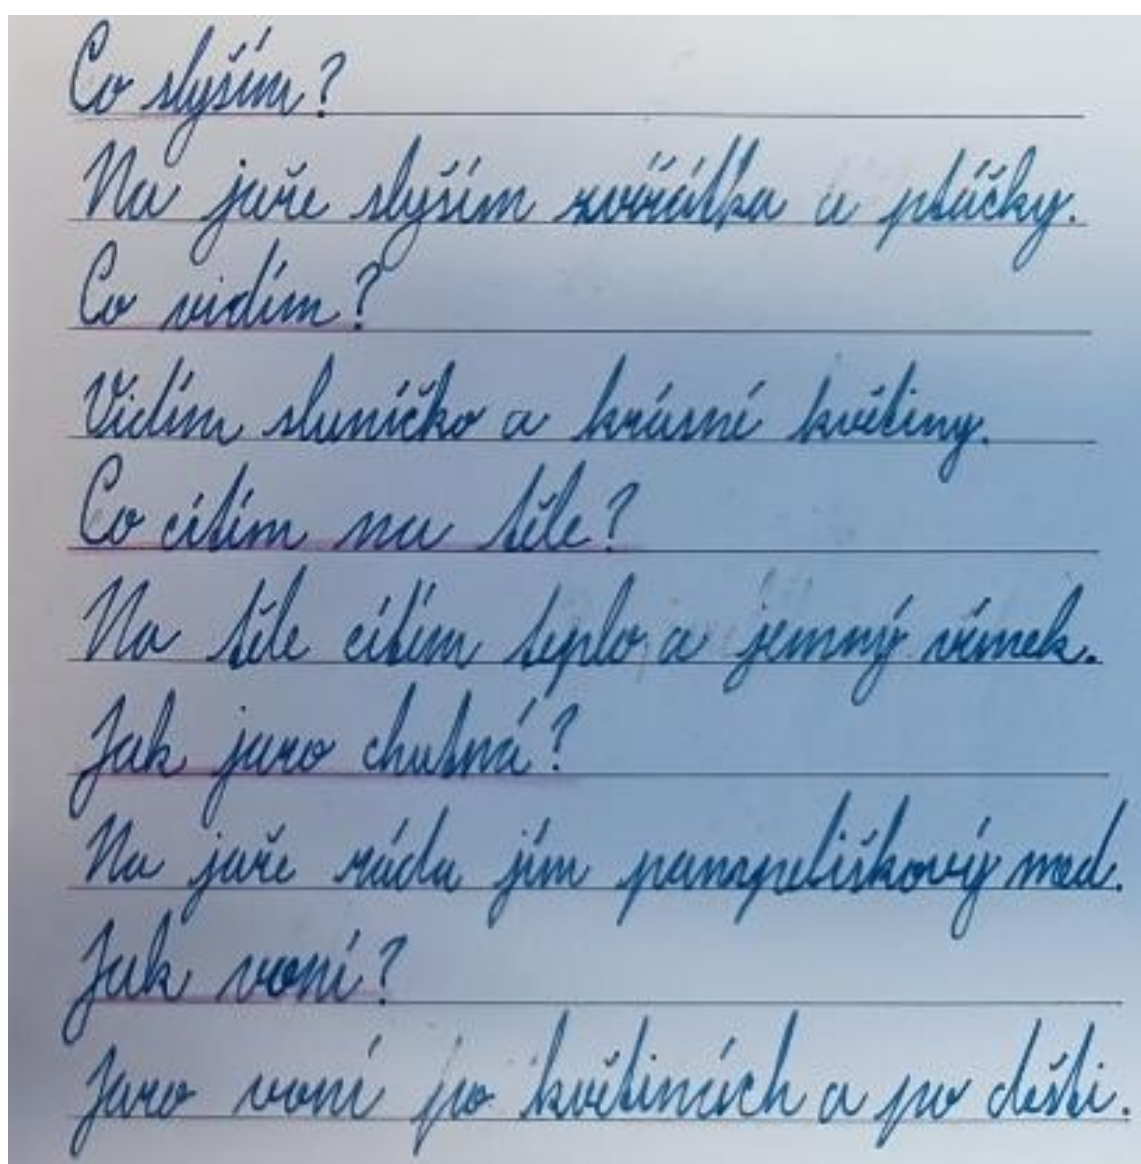 Co slyším?
Na jaře slyším zvířátka a ptáčky.
Co vidím?
Vidím sluníčko a krásné květiny.
Co cítím na těle?
Na těle cítím teplo a jemný vánek.
Jak jaro chutná?
Na jaře ráda jím pampeliškový med.
Jak voní?
Jaro voní po květinách a po dešti.